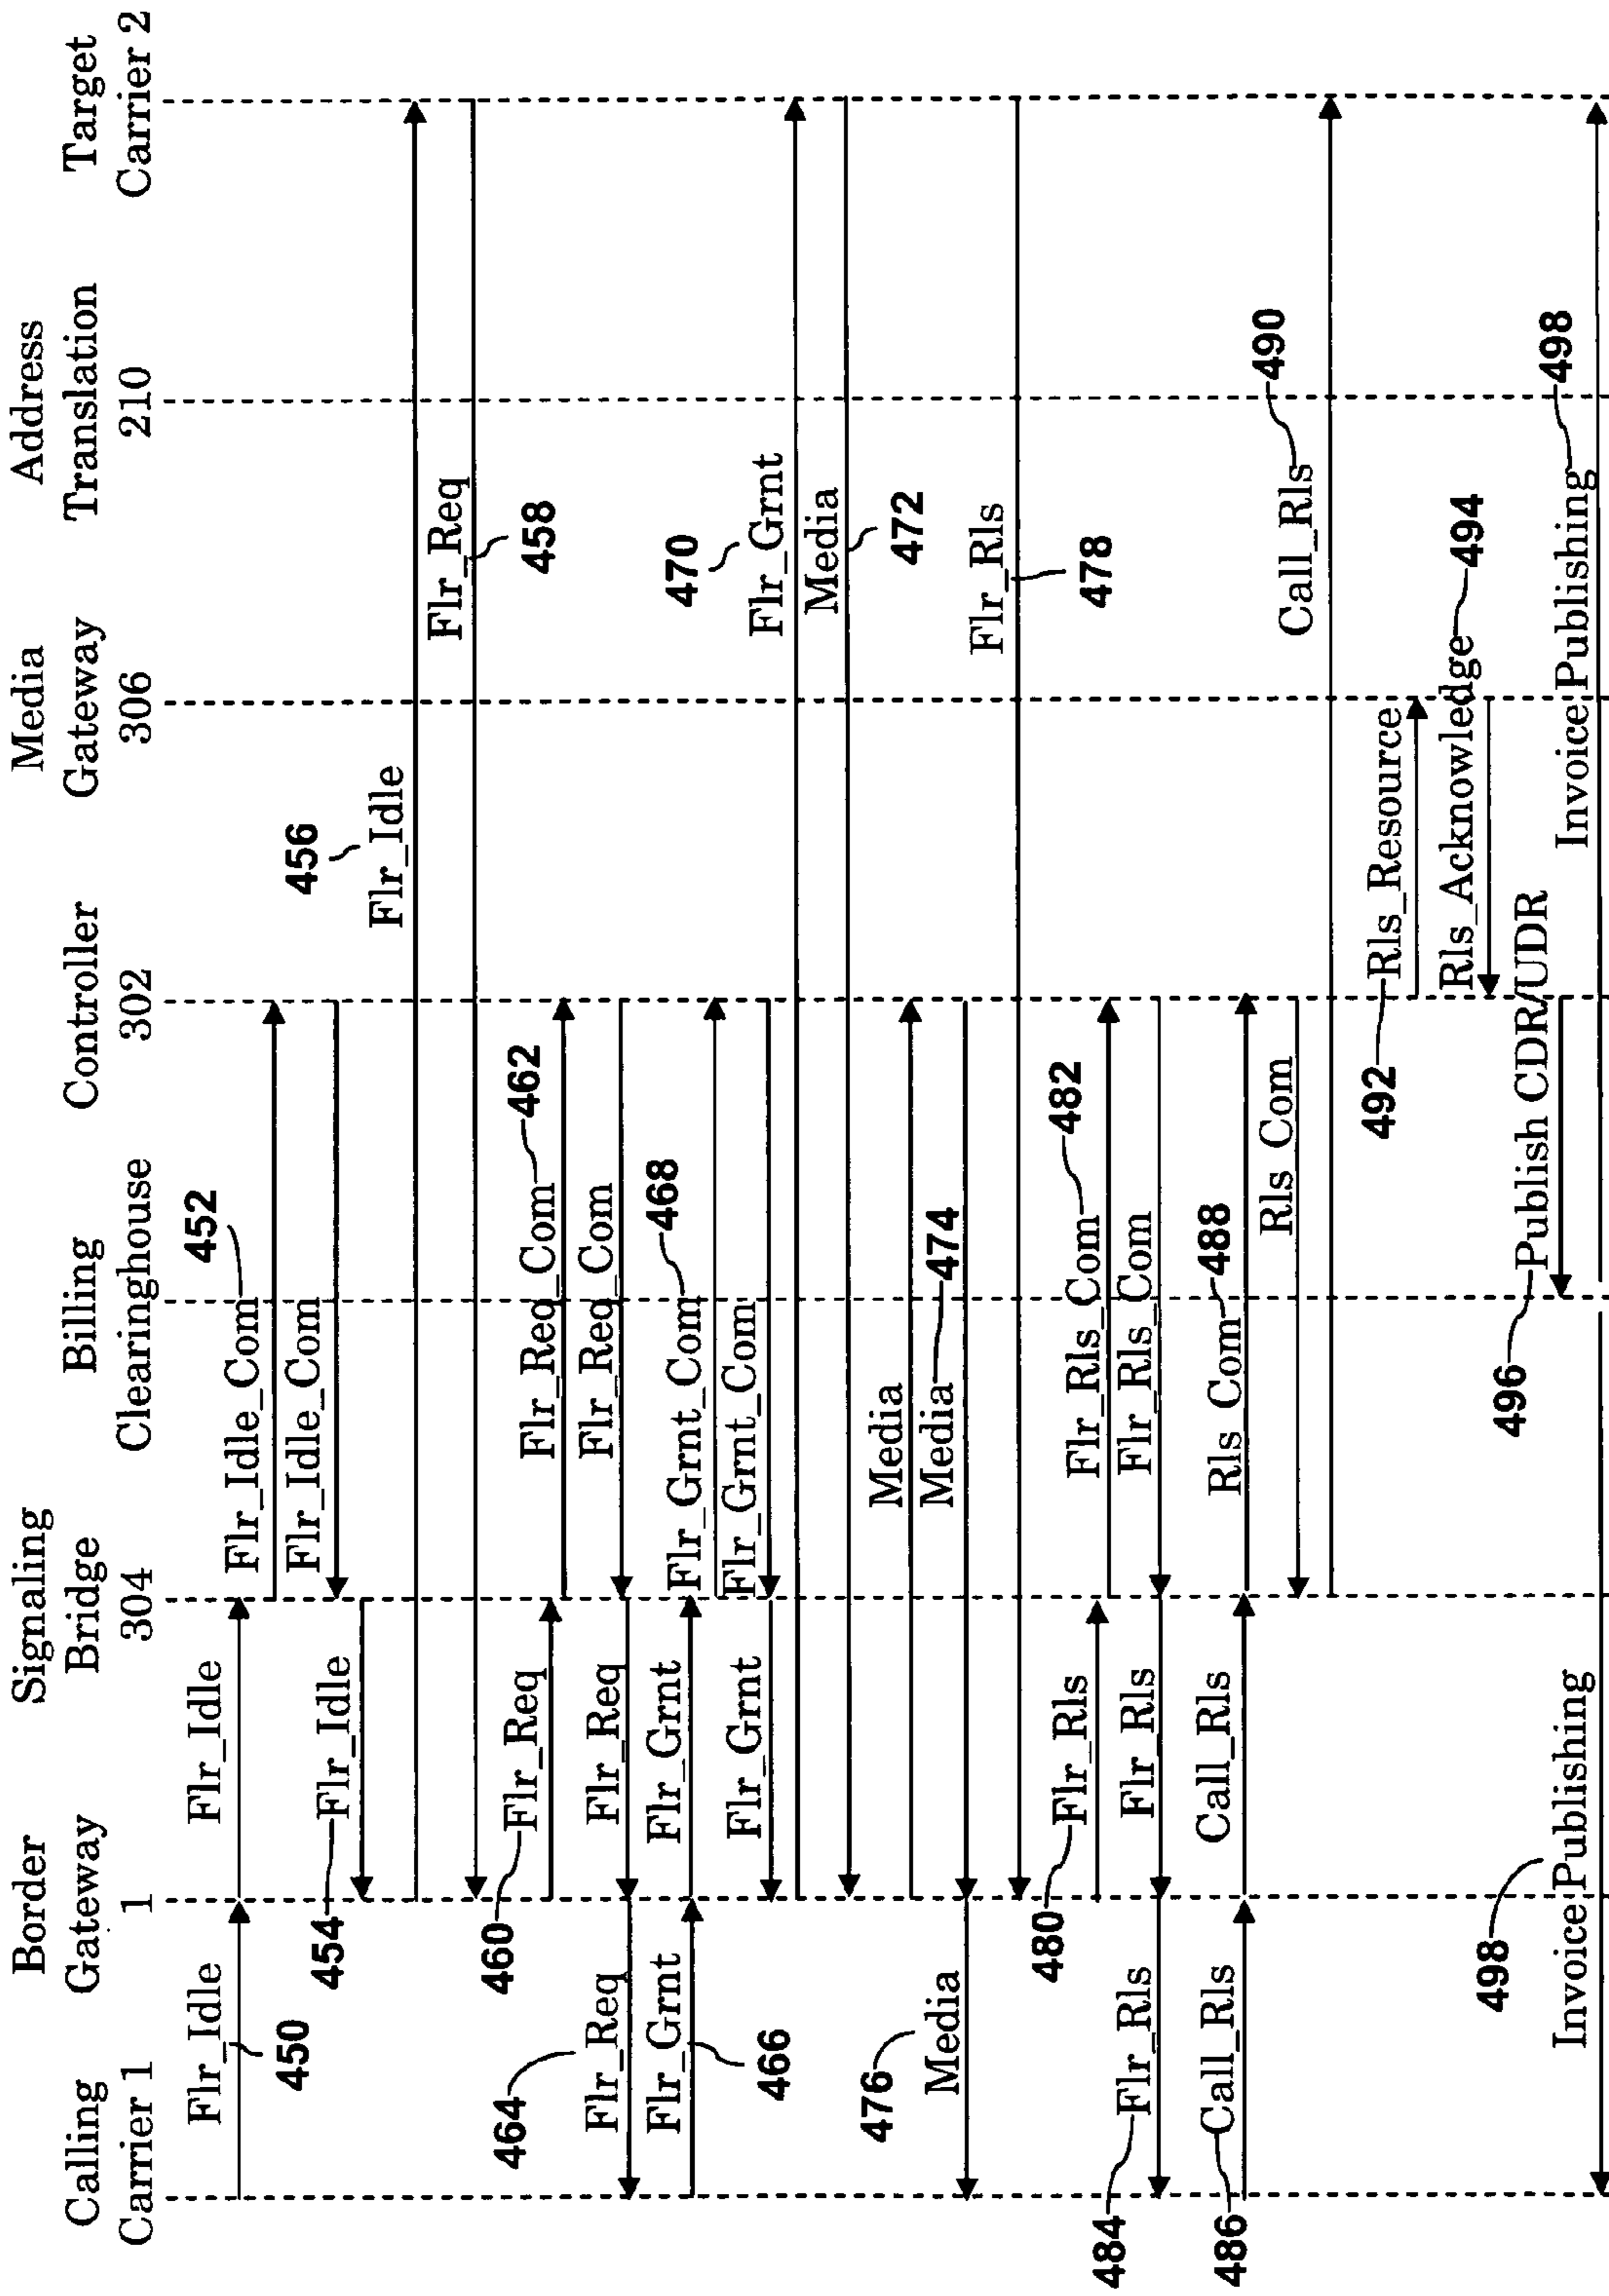 Calling
Carrier 1
Border
Gateway
1
Signaling
Bridge
304
Billing
Clearinghouse
Controller
302
Media
Gateway
306
Address
Translation
210
Target
Carrier 2
Flr_Idle
450
Flr_Idle
Flr_Idle_Com
452
Flr_Idle_Com
454
Flr_Idle
456
Flr_Idle
Flr_Req
458
460
Flr_Req
Flr_Req_Com
462
Flr_Req_Com
Flr_Req
464
Flr_Req
Flr_Grnt
466
Flr_Grnt
Flr_Grnt_Com
468
Flr_Grnt_Com
Flr_Grnt
470
Flr_Grnt
Media
472
Media
Media
474
476
Media
Flr_Rls
478
480
Flr_Rls
Flr_Rls_Com
482
Flr_Rls_Com
Flr_Rls
484
Flr_Rls
486
Call_Rls
Call_Rls
Rls Com
488
Rls Com
Call_Rls
490
492
Rls_Resource
Rls_Acknowledge
494
496
Publish CDR/UDR
498
Invoice Publishing
Invoice Publishing
498